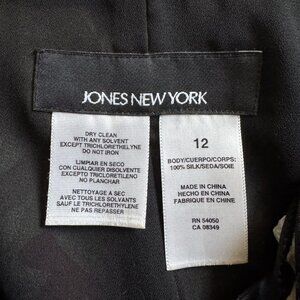 JONES NEW YORK
DRY CLEAN
WITH ANY SOLVENT
EXCEPT TRICHLORETHELYNE
DO NOT IRON
LIMPIAR EN SECO
CON CUALQUIER DISOLVENTE
EXCEPTO TRICLORETILENO
NO PLANCHAR
NETTOYAGE A SEC
AVEC TOUS LES SOLVANTS
SAUF LE TRICHLORETHYLENE
NE PAS REPASSER
12
BODY/CUERPO/CORPS:
100% SILK/SEDA/SOIE
MADE IN CHINA
HECHO EN CHINA
FABRIQUE EN CHINE
RN 54050
CA 08349